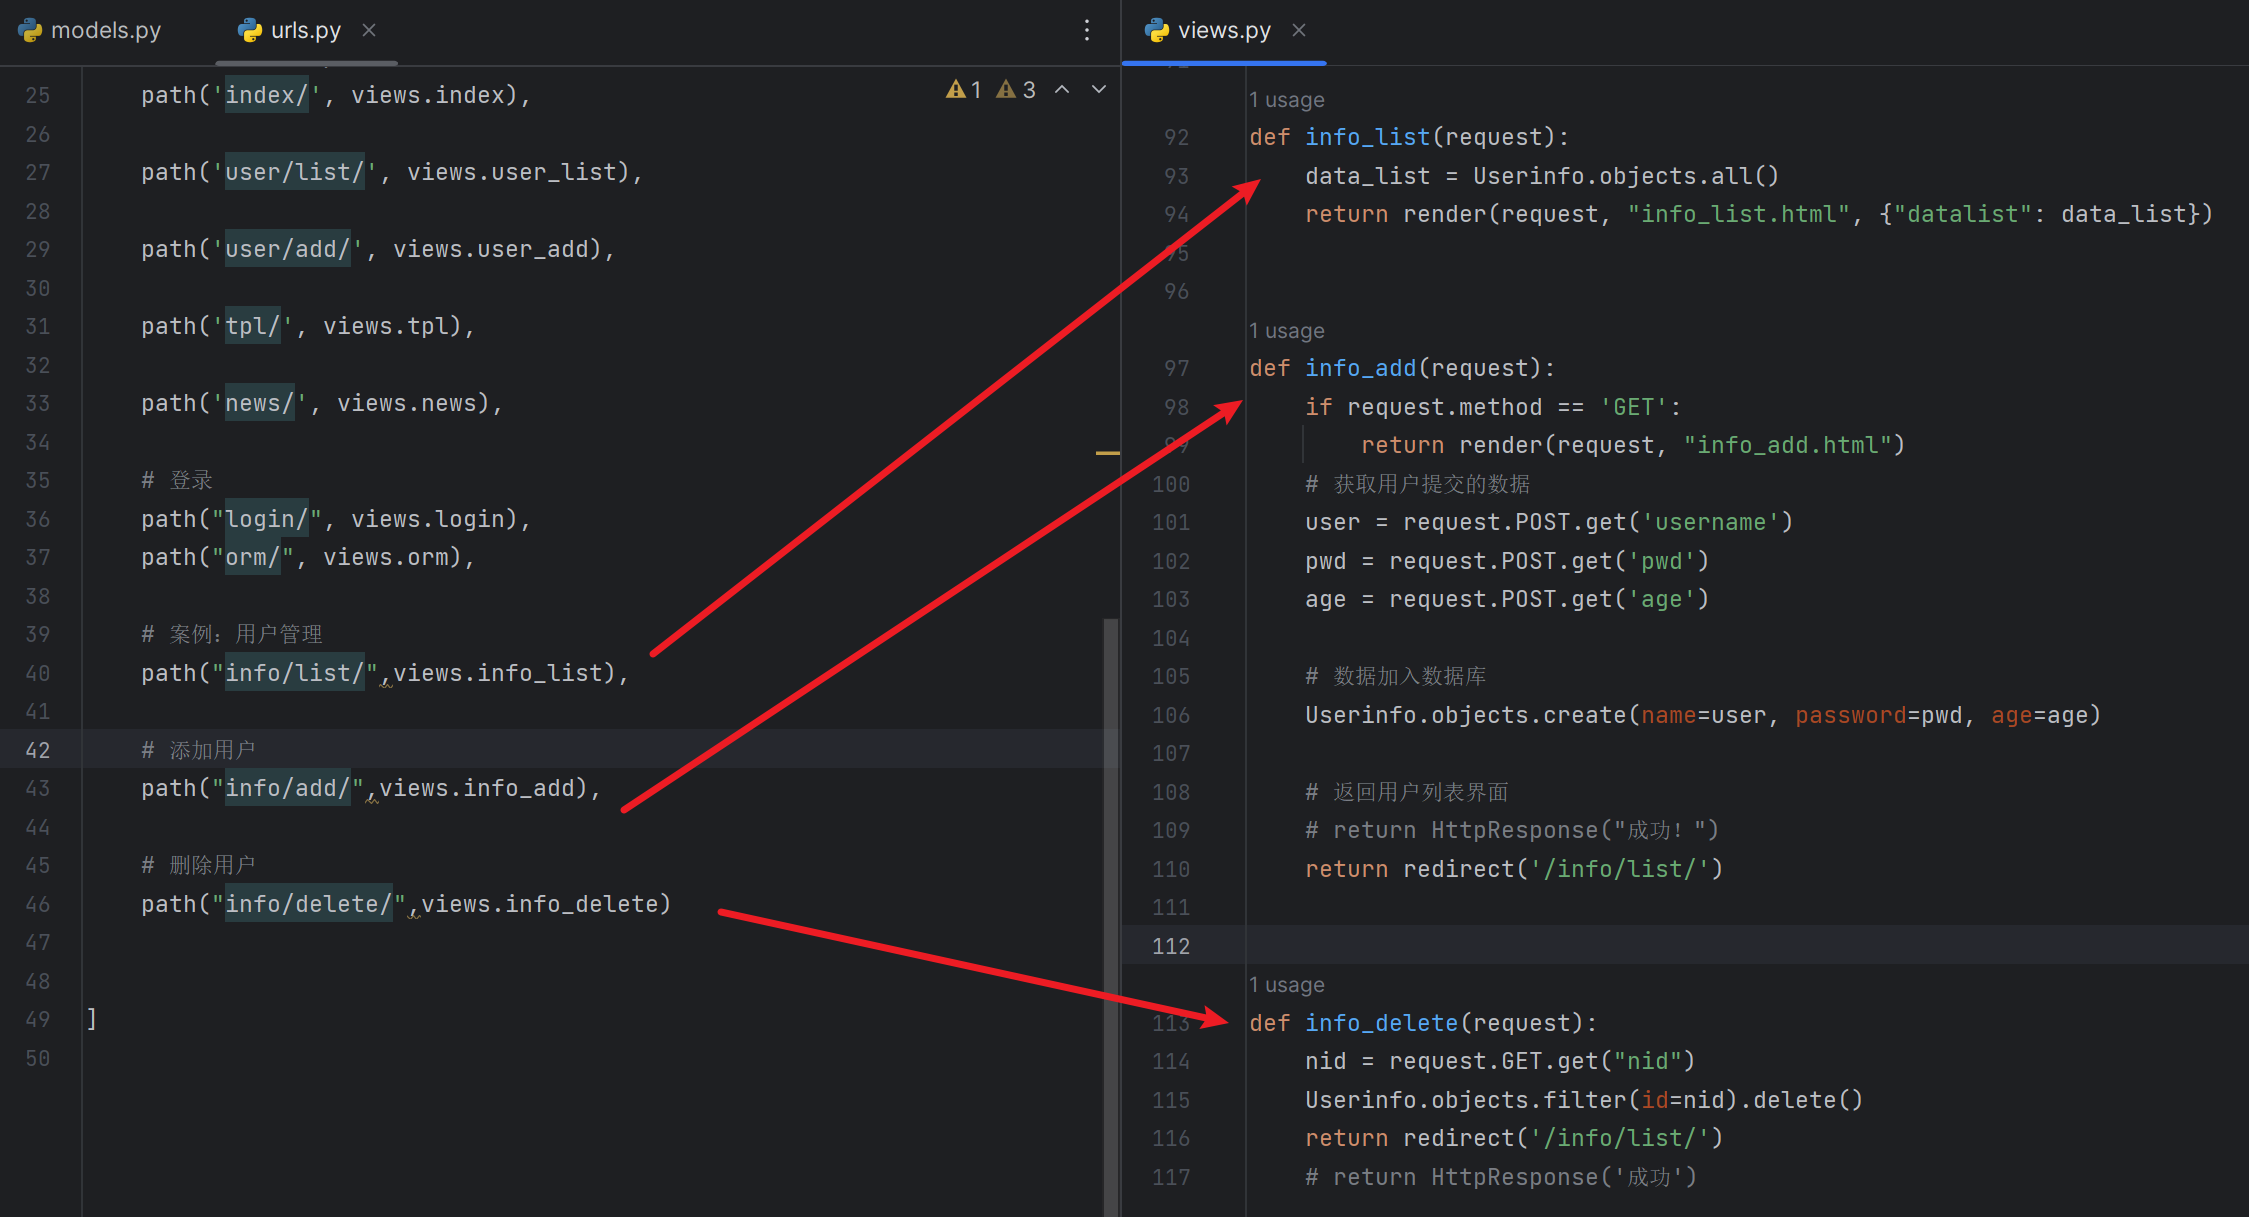 models.py
urls.py
1 3
25 path('index/', views.index),
26
27 path('user/list/', views.user_list),
28
29 path('user/add/', views.user_add),
30
31 path('tpl/', views.tpl),
32
33 path('news/', views.news),
34
35 # 登录
36 path("login/", views.login),
37 path("orm/", views.orm),
38
39 # 案例：用户管理
40 path("info/list/",views.info_list),
41
42 # 添加用户
43 path("info/add/",views.info_add),
44
45 # 删除用户
46 path("info/delete/",views.info_delete)
47
48
49 ]
50
views.py
1 usage
92 def info_list(request):
93 data_list = Userinfo.objects.all()
94 return render(request, "info_list.html", {"datalist": data_list})
95
96
1 usage
97 def info_add(request):
98 if request.method == 'GET':
99 return render(request, "info_add.html")
100 # 获取用户提交的数据
101 user = request.POST.get('username')
102 pwd = request.POST.get('pwd')
103 age = request.POST.get('age')
104
105 # 数据加入数据库
106 Userinfo.objects.create(name=user, password=pwd, age=age)
107
108 # 返回用户列表界面
109 # return HttpResponse("成功！")
110 return redirect('/info/list/')
111
112
1 usage
113 def info_delete(request):
114 nid = request.GET.get("nid")
115 Userinfo.objects.filter(id=nid).delete()
116 return redirect('/info/list/')
117 # return HttpResponse('成功')